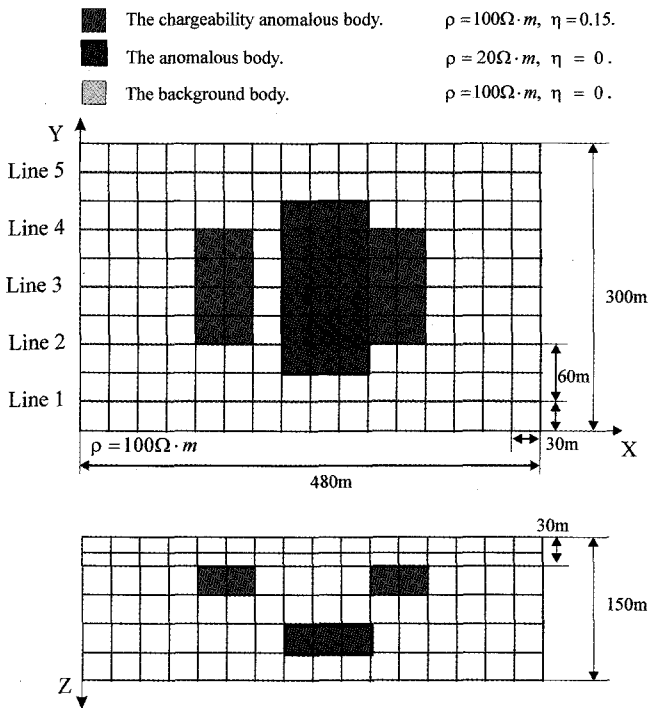 The chargeability anomalous body. ρ=100Ω·m, η=0.15.
The anomalous body. ρ=20Ω·m, η = 0 .
The background body. ρ=100Ω·m, η = 0 .
Y
Line 5
Line 4
Line 3
Line 2
Line 1
300m
60m
30m
X
ρ=100Ω·m
480m
30m
150m
Z